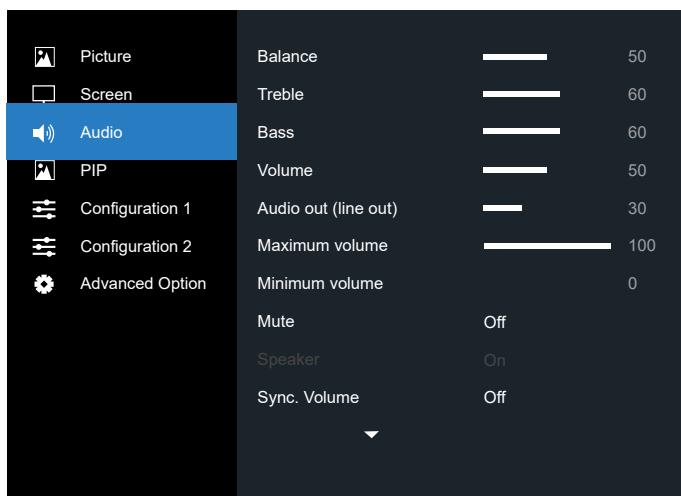 Picture
Screen
Audio
PIP
Configuration 1
Configuration 2
Advanced Option
Balance 50
Treble 60
Bass 60
Volume 50
Audio out (line out) 30
Maximum volume 100
Minimum volume 0
Mute Off
Speaker On
Sync. Volume Off